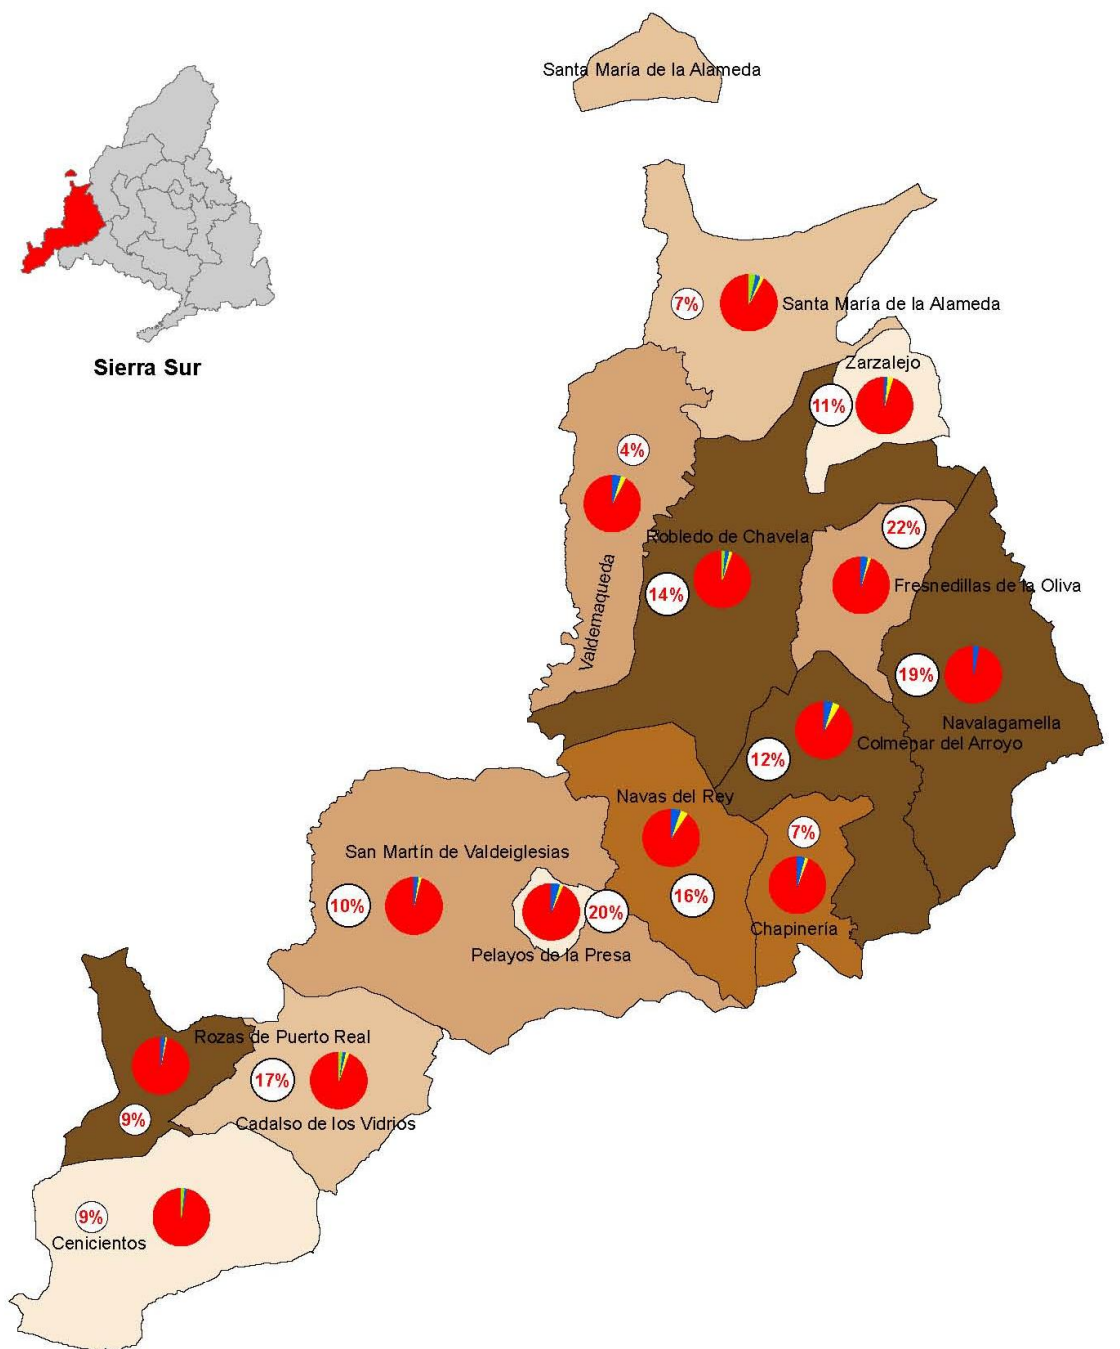 Santa María de la Alameda
Sierra Sur
7%
Santa María de la Alameda
Zarzalejo
11%
4%
Valdemaqueda
Robledo de Chavela
14%
22%
Fresnedillas de la Oliva
19%
Navalagamella
Colmenar del Arroyo
12%
Navas del Rey
16%
7%
Chapinería
San Martín de Valdeiglesias
10%
20%
Pelayos de la Presa
Rozas de Puerto Real
9%
17%
Cadalso de los Vidrios
9%
Cenicientos